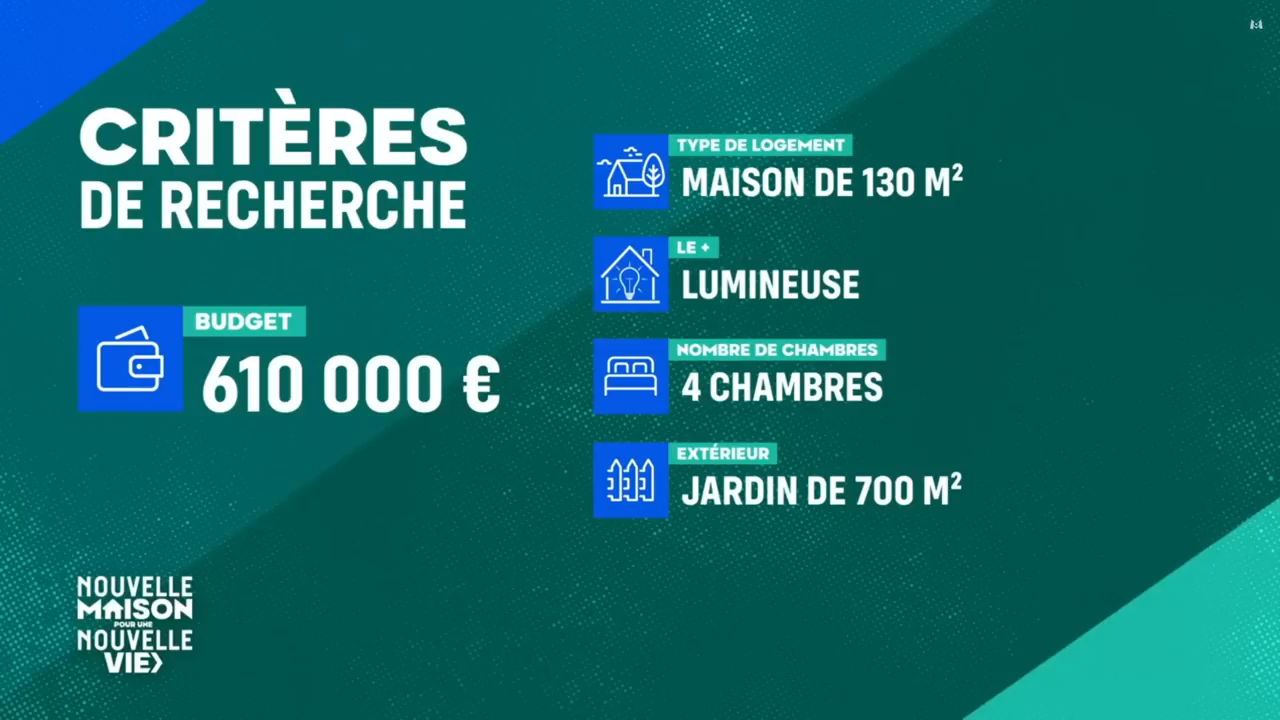 CRITÈRES
DE RECHERCHE
BUDGET
610 000 €
TYPE DE LOGEMENT
MAISON DE 130 M²
LE +
LUMINEUSE
NOMBRE DE CHAMBRES
4 CHAMBRES
EXTÉRIEUR
JARDIN DE 700 M²
NOUVELLE
MAISON
POUR UNE
NOUVELLE
VIE